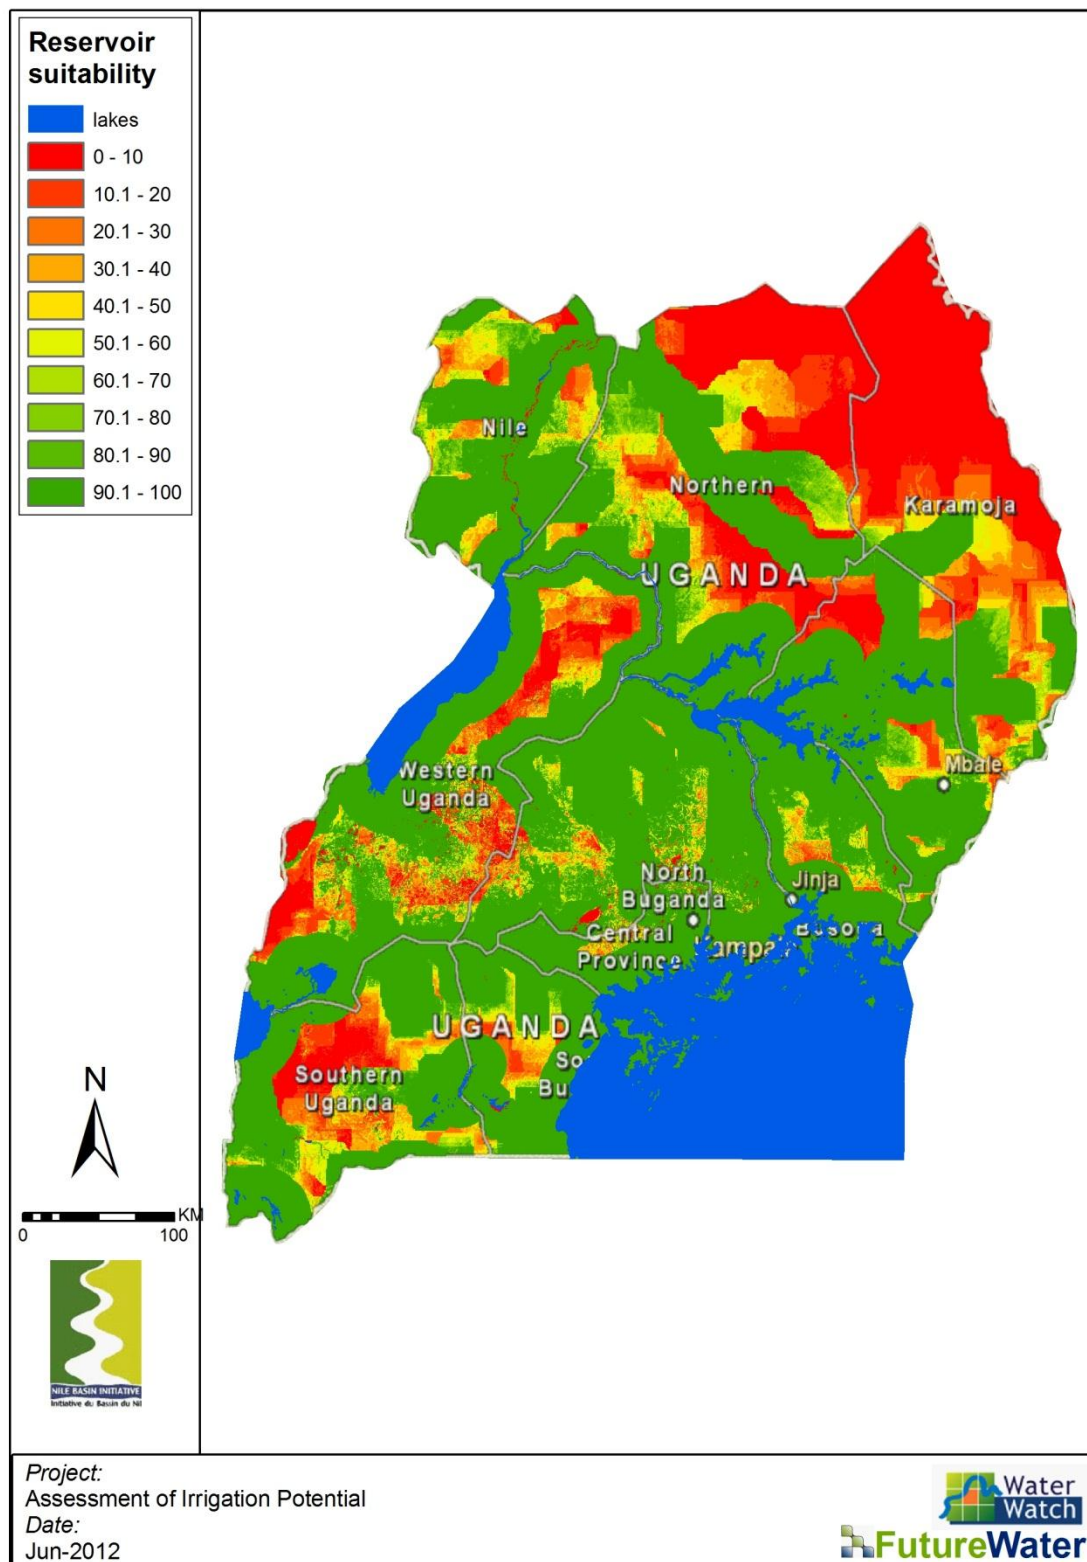 Reservoir
suitability
lakes
0 - 10
10.1 - 20
20.1 - 30
30.1 - 40
40.1 - 50
50.1 - 60
60.1 - 70
70.1 - 80
80.1 - 90
90.1 - 100
Nile
Northern
Karamoja
UGANDA
Western
Uganda
Mbale
Jinja
North
Buganda
Central
Province
UGANDA
So
Bu
Southern
Uganda
N
KM
0 100
NILE BASIN INITIATIVE
Initiative du Bassin du Nil
Project:
Assessment of Irrigation Potential
Date:
Jun-2012
Water
Watch
FutureWater